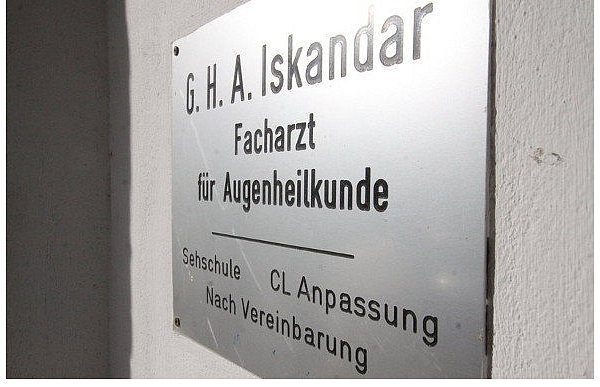 G. H. A. Iskandar
Facharzt
für Augenheilkunde
Sehschule CL Anpassung
Nach Vereinbarung